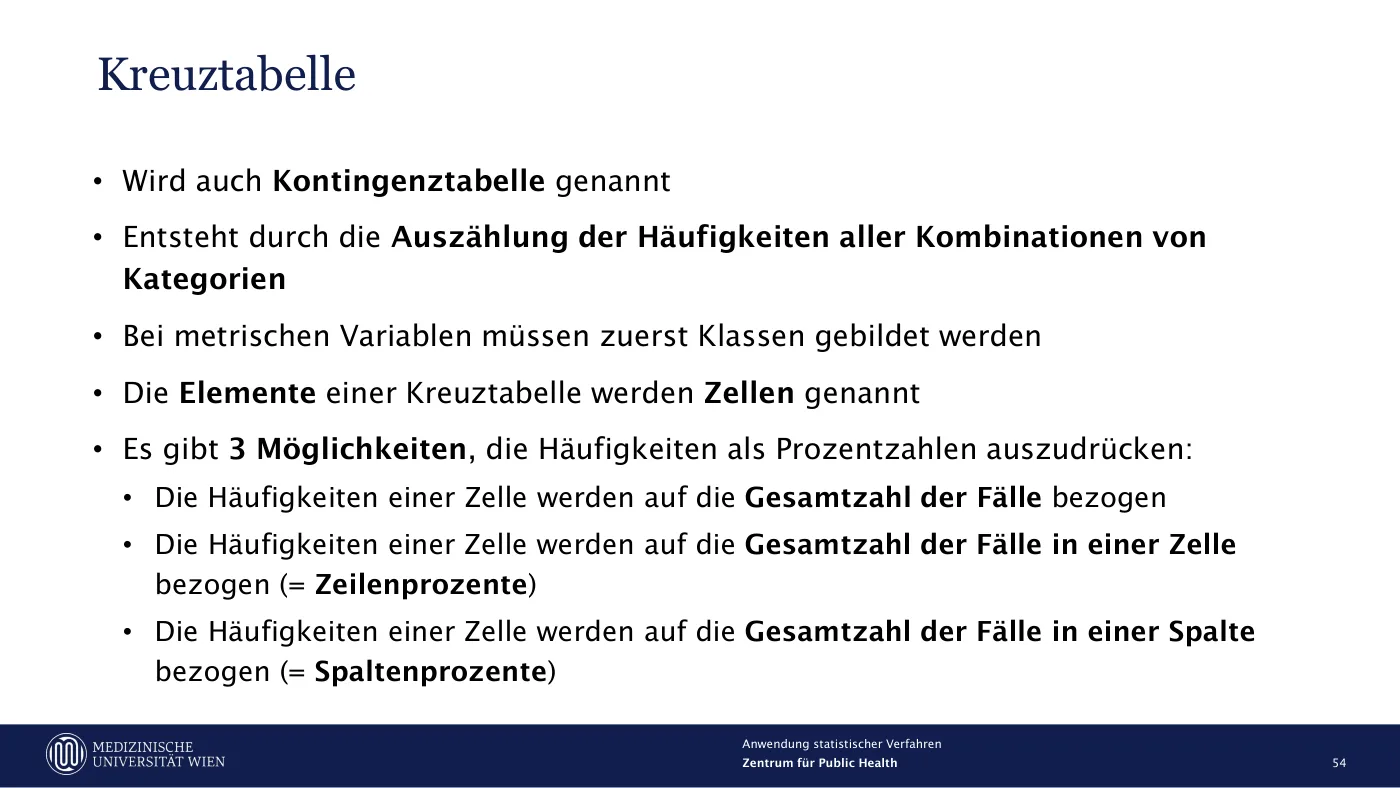 Kreuztabelle
• Wird auch Kontingenztabelle genannt
• Entsteht durch die Auszählung der Häufigkeiten aller Kombinationen von
Kategorien
• Bei metrischen Variablen müssen zuerst Klassen gebildet werden
• Die Elemente einer Kreuztabelle werden Zellen genannt
• Es gibt 3 Möglichkeiten, die Häufigkeiten als Prozentzahlen auszudrücken:
• Die Häufigkeiten einer Zelle werden auf die Gesamtzahl der Fälle bezogen
• Die Häufigkeiten einer Zelle werden auf die Gesamtzahl der Fälle in einer Zelle
bezogen (= Zeilenprozente)
• Die Häufigkeiten einer Zelle werden auf die Gesamtzahl der Fälle in einer Spalte
bezogen (= Spaltenprozente)
MEDIZINISCHE
UNIVERSITÄT WIEN
Anwendung statistischer Verfahren
Zentrum für Public Health
54